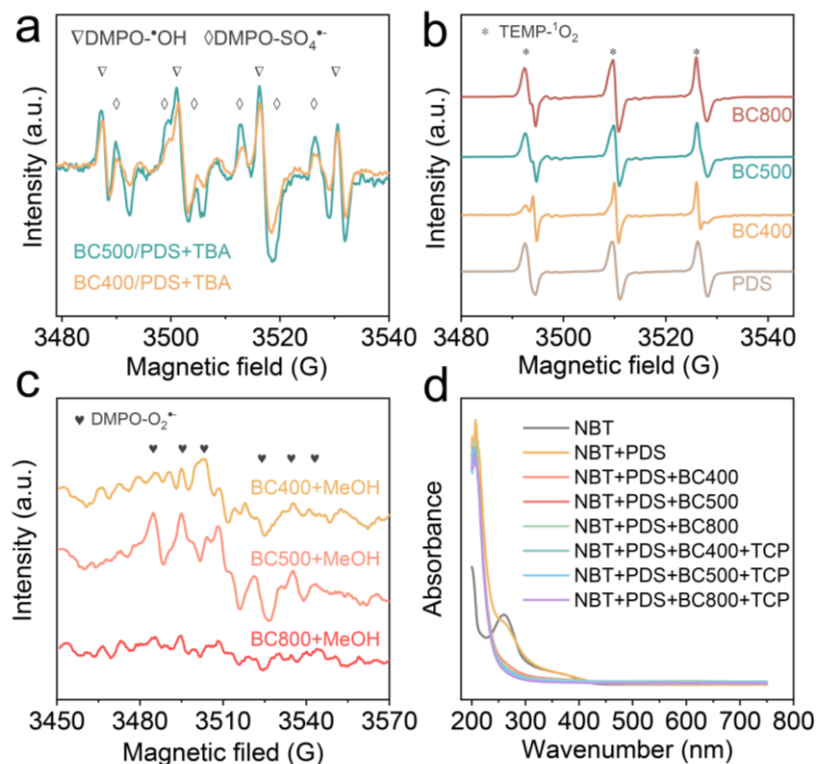 a
▽DMPO-•OH ◊DMPO-SO₄•⁻
BC500/PDS+TBA
BC400/PDS+TBA
Intensity (a.u.)
3480 3500 3520 3540
Magnetic field (G)
b
* TEMP-¹O₂
* * *
BC800
BC500
BC400
PDS
Intensity (a.u.)
3480 3500 3520 3540
Magnetic field (G)
c
♥ DMPO-O₂•⁻
BC400+MeOH
BC500+MeOH
BC800+MeOH
Intensity (a.u.)
3450 3480 3510 3540 3570
Magnetic filed (G)
d
NBT
NBT+PDS
NBT+PDS+BC400
NBT+PDS+BC500
NBT+PDS+BC800
NBT+PDS+BC400+TCP
NBT+PDS+BC500+TCP
NBT+PDS+BC800+TCP
Absorbance
200 300 400 500 600 700 800
Wavenumber (nm)